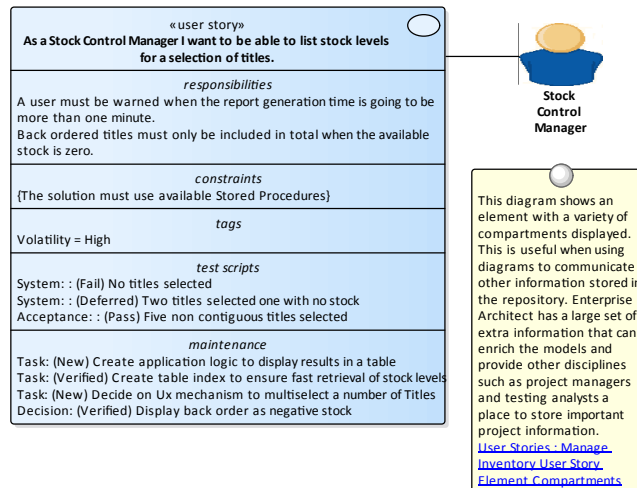 «user story»
As a Stock Control Manager I want to be able to list stock levels
for a selection of titles.
responsibilities
A user must be warned when the report generation time is going to be
more than one minute.
Back ordered titles must only be included in total when the available
stock is zero.
constraints
{The solution must use available Stored Procedures}
tags
Volatility = High
test scripts
System: : (Fail) No titles selected
System: : (Deferred) Two titles selected one with no stock
Acceptance: : (Pass) Five non contiguous titles selected
maintenance
Task: (New) Create application logic to display results in a table
Task: (Verified) Create table index to ensure fast retrieval of stock levels
Task: (New) Decide on Ux mechanism to multiselect a number of Titles
Decision: (Verified) Display back order as negative stock
Stock
Control
Manager
This diagram shows an
element with a variety of
compartments displayed.
This is useful when using
diagrams to communicate
other information stored in
the repository. Enterprise
Architect has a large set of
extra information that can
enrich the models and
provide other disciplines
such as project managers
and testing analysts a
place to store important
project information.
User Stories : Manage
Inventory User Story
Element Compartments